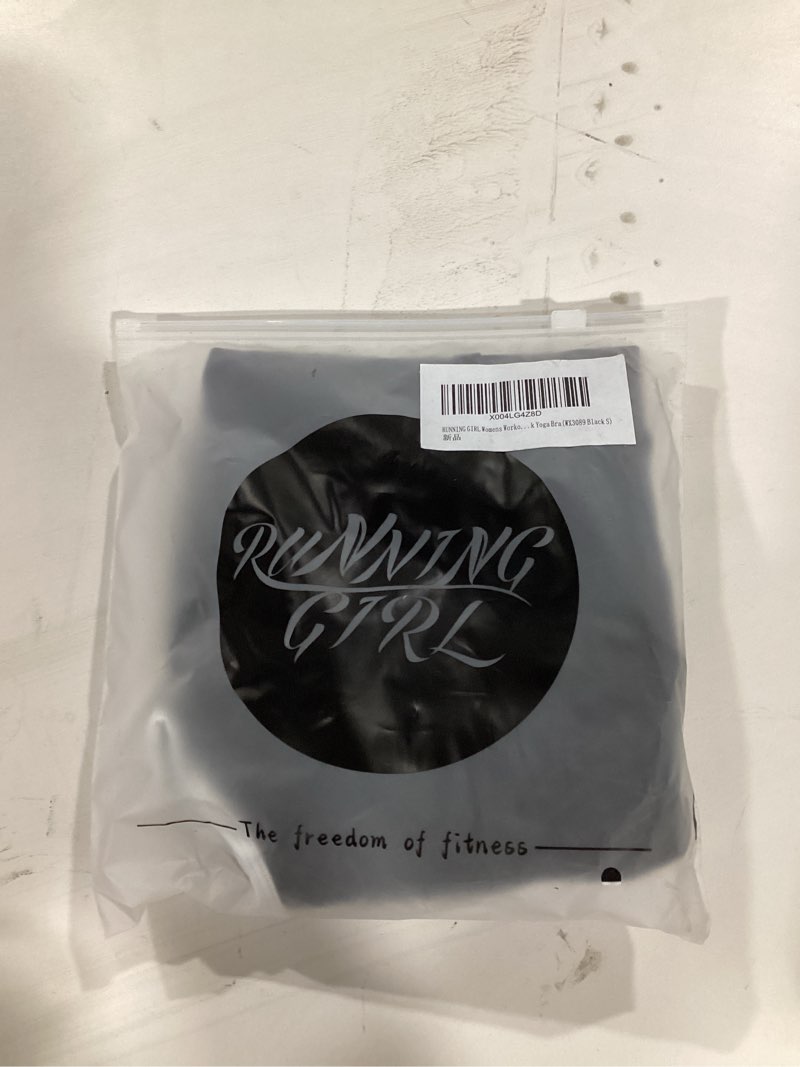 X004LG4Z8D
RUNNING GIRL Womens Worko...k Yoga Bra(WX3089 Black S)
新品
RUNNING
GIRL
The freedom of fitness